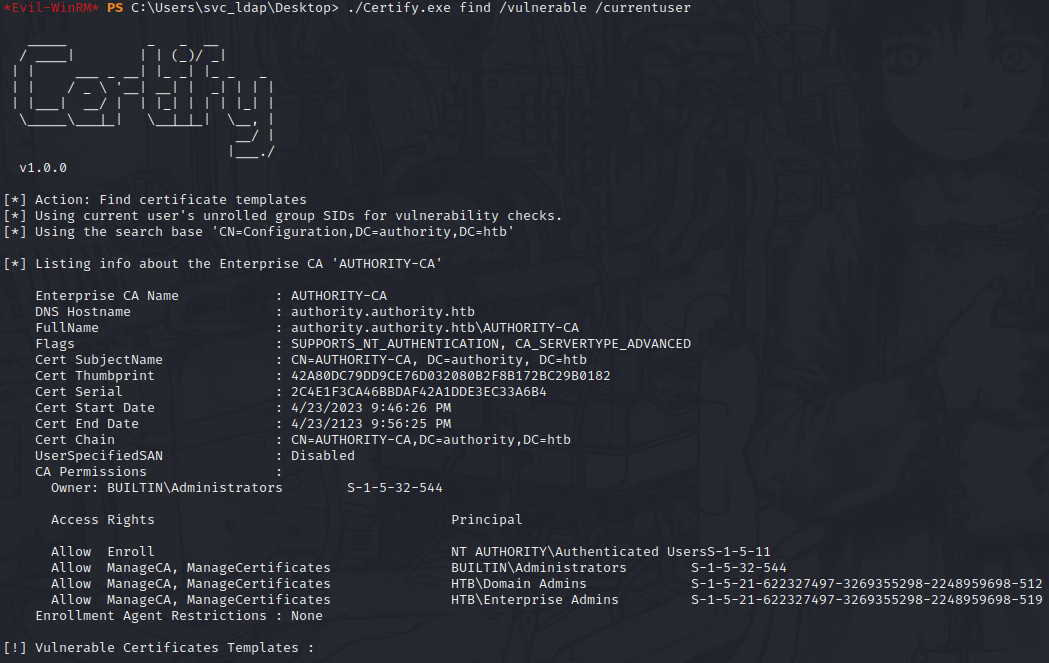 *Evil-WinRM* PS C:\Users\svc_ldap\Desktop> ./Certify.exe find /vulnerable /currentuser
Certify
v1.0.0
[*] Action: Find certificate templates
[*] Using current user's unrolled group SIDs for vulnerability checks.
[*] Using the search base 'CN=Configuration,DC=authority,DC=htb'
[*] Listing info about the Enterprise CA 'AUTHORITY-CA'
Enterprise CA Name : AUTHORITY-CA
DNS Hostname : authority.authority.htb
FullName : authority.authority.htb\AUTHORITY-CA
Flags : SUPPORTS_NT_AUTHENTICATION, CA_SERVERTYPE_ADVANCED
Cert SubjectName : CN=AUTHORITY-CA, DC=authority, DC=htb
Cert Thumbprint : 42A80DC79DD9CE76D032080B2F8B172BC29B0182
Cert Serial : 2C4E1F3CA46BBDAF42A1DDE3EC33A6B4
Cert Start Date : 4/23/2023 9:46:26 PM
Cert End Date : 4/23/2123 9:56:25 PM
Cert Chain : CN=AUTHORITY-CA,DC=authority,DC=htb
UserSpecifiedSAN : Disabled
CA Permissions :
Owner: BUILTIN\Administrators S-1-5-32-544
Access Rights Principal
Allow Enroll NT AUTHORITY\Authenticated UsersS-1-5-11
Allow ManageCA, ManageCertificates BUILTIN\Administrators S-1-5-32-544
Allow ManageCA, ManageCertificates HTB\Domain Admins S-1-5-21-622327497-3269355298-2248959698-512
Allow ManageCA, ManageCertificates HTB\Enterprise Admins S-1-5-21-622327497-3269355298-2248959698-519
Enrollment Agent Restrictions : None
[!] Vulnerable Certificates Templates :